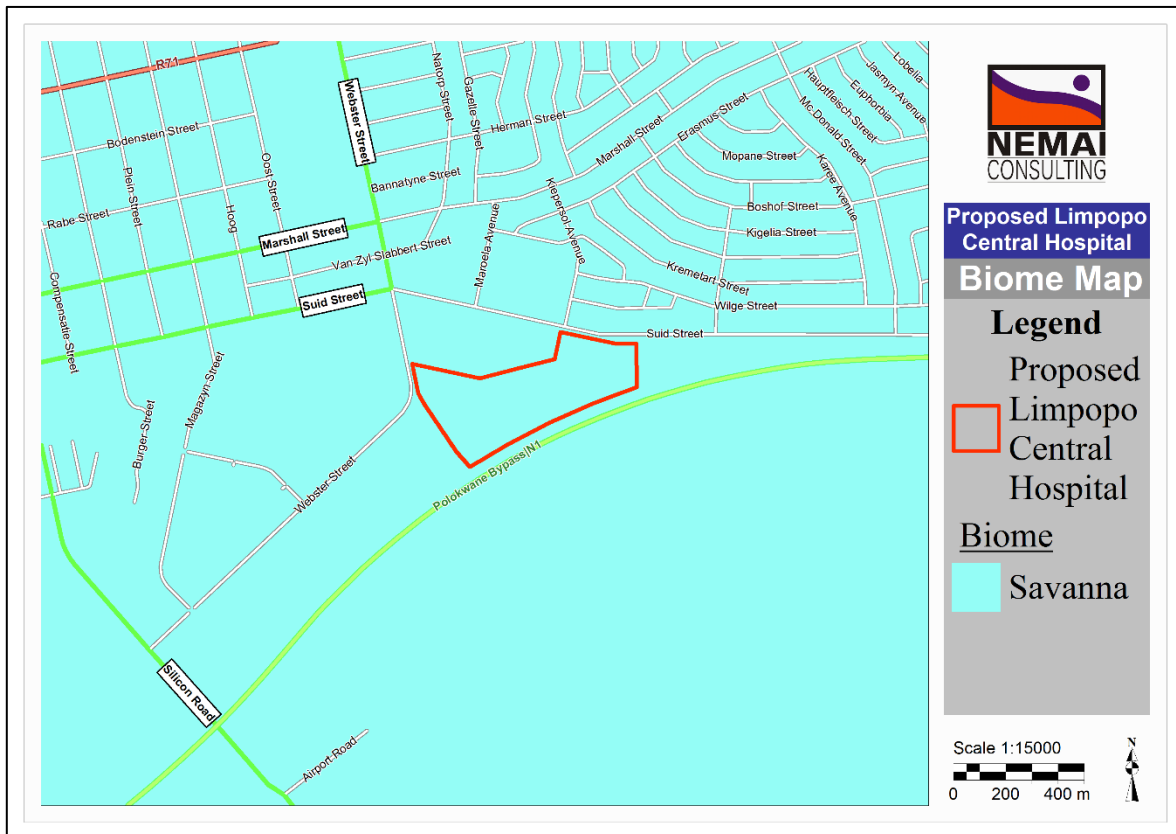 R71
Bodenstein Street
Webster Street
Natorp Street
Gazelle Street
Herman Street
Marshall Street
Erasmus Street
Hauptfleisch Street
Mc.Donald Street
Euphorbia
Jasmyn-Avenue
Lobelia
Mopane Street
Karee Avenue
Plein Street
Oost Street
Hoog
Rabe Street
Bannatyne Street
Kiepersol Avenue
Boshof Street
Kigelia Street
Marshall Street
Van Zyl Slabbert Street
Maroela Avenue
Kremetart Street
Compensatie Street
Suid Street
Wilge Street
Suid Street
Magazyn Street
Burger Street
Webster-Street
Polokwane Bypass|N1
Silicon Road
Airport Road
NEMAI
CONSULTING
Proposed Limpopo
Central Hospital
Biome Map
Legend
Proposed
Limpopo
Central
Hospital
Biome
Savanna
Scale 1:15000
N
0 200 400 m